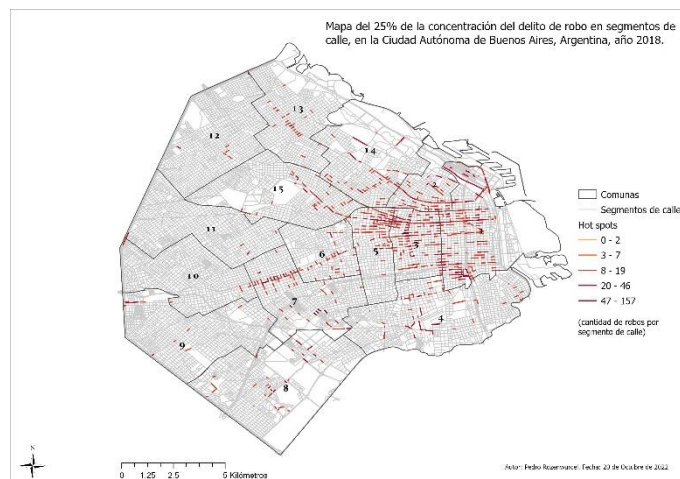 Mapa del 25% de la concentración del delito de robo en segmentos de
calle, en la Ciudad Autónoma de Buenos Aires, Argentina, año 2018.
13
12
14
2
15
11
6
5
3
1
10
7
4
9
8
Comunas
Segmentos de calle
Hot spots
0 - 2
3 - 7
8 - 19
20 - 46
47 - 157
(cantidad de robos por
segmento de calle)
N
0 1.25 2.5 5 Kilómetros
Autor: Pedro Fecha: 20 de Octubre de 2022